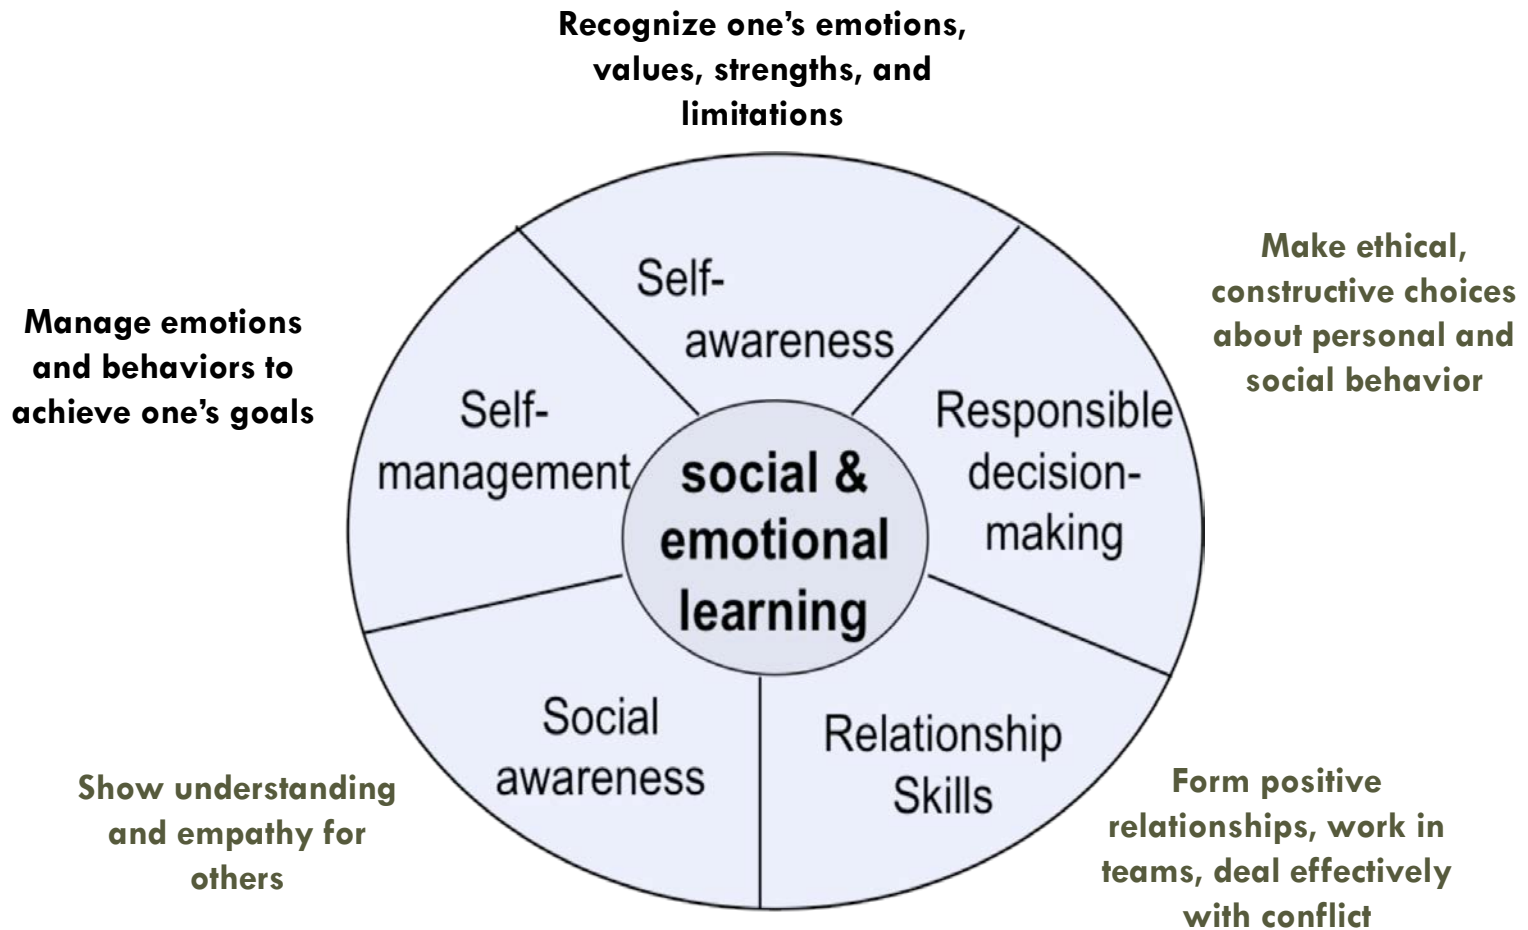 Recognize one’s emotions,
values, strengths, and
limitations
Self-
awareness
Make ethical,
constructive choices
about personal and
social behavior
Manage emotions
and behaviors to
achieve one’s goals
Self-
management
social &
emotional
learning
Responsible
decision-
making
Social
awareness
Relationship
Skills
Show understanding
and empathy for
others
Form positive
relationships, work in
teams, deal effectively
with conflict